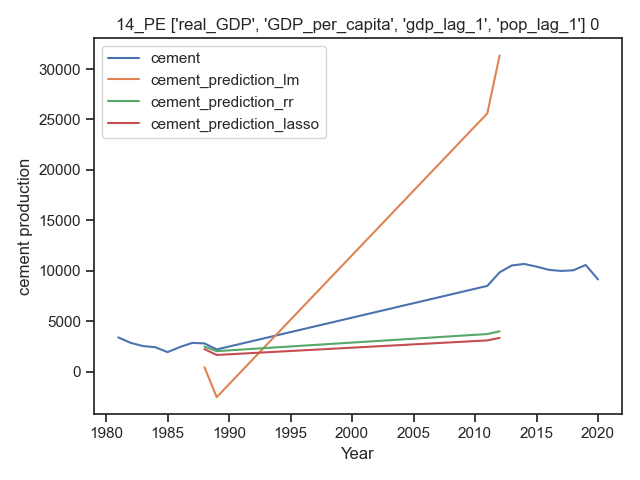 14_PE ['real_GDP', 'GDP_per_capita', 'gdp_lag_1', 'pop_lag_1'] 0
cement
cement_prediction_lm
cement_prediction_rr
cement_prediction_lasso
cement production
30000
25000
20000
15000
10000
5000
0
1980 1985 1990 1995 2000 2005 2010 2015 2020
Year